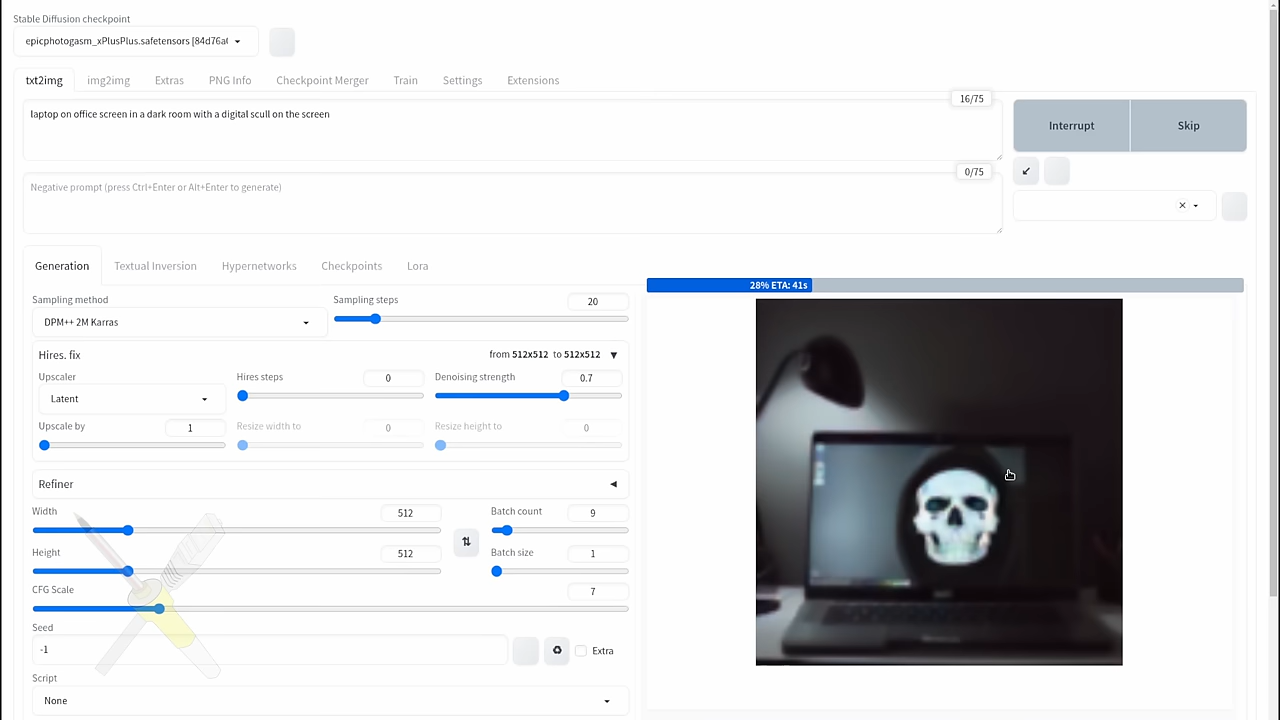 Stable Diffusion checkpoint
epicphotogasm_xPlusPlus.safetensors [84d76a(
txt2img img2img Extras PNG Info Checkpoint Merger Train Settings Extensions
16/75
laptop on office screen in a dark room with a digital scull on the screen
Interrupt Skip
0/75
Negative prompt (press Ctrl+Enter or Alt+Enter to generate)
Generation Textual Inversion Hypernetworks Checkpoints Lora
28% ETA: 41s
Sampling method
DPM++ 2M Karras
Sampling steps 20
Hires. fix from 512x512 to 512x512
Upscaler
Latent
Hires steps 0
Denoising strength 0.7
Upscale by 1
Resize width to 0
Resize height to 0
Refiner
Width 512
Batch count 9
Height 512
Batch size 1
CFG Scale 7
Seed
-1
Extra
Script
None